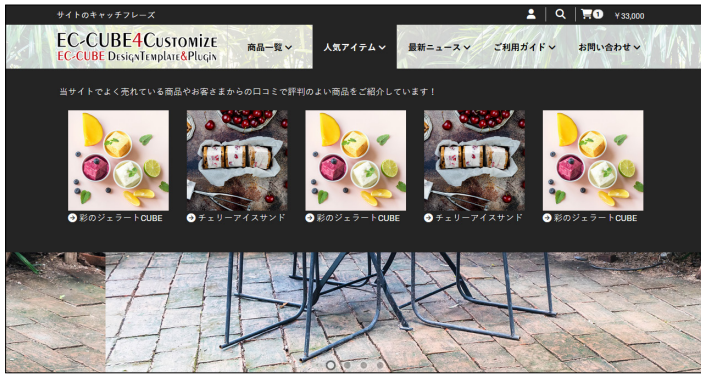 サイトのキャッチフレーズ
1 ￥33,000
EC-CUBE4CUSTOMIZE
EC-CUBE DESIGNTEMPLATE&PLUGIN
商品一覧 人気アイテム 最新ニュース ご利用ガイド お問い合わせ
当サイトでよく売れている商品やお客さまからの口コミで評判のよい商品をご紹介しています！
彩のジェラートCUBE チェリーアイスサンド 彩のジェラートCUBE チェリーアイスサンド 彩のジェラートCUBE